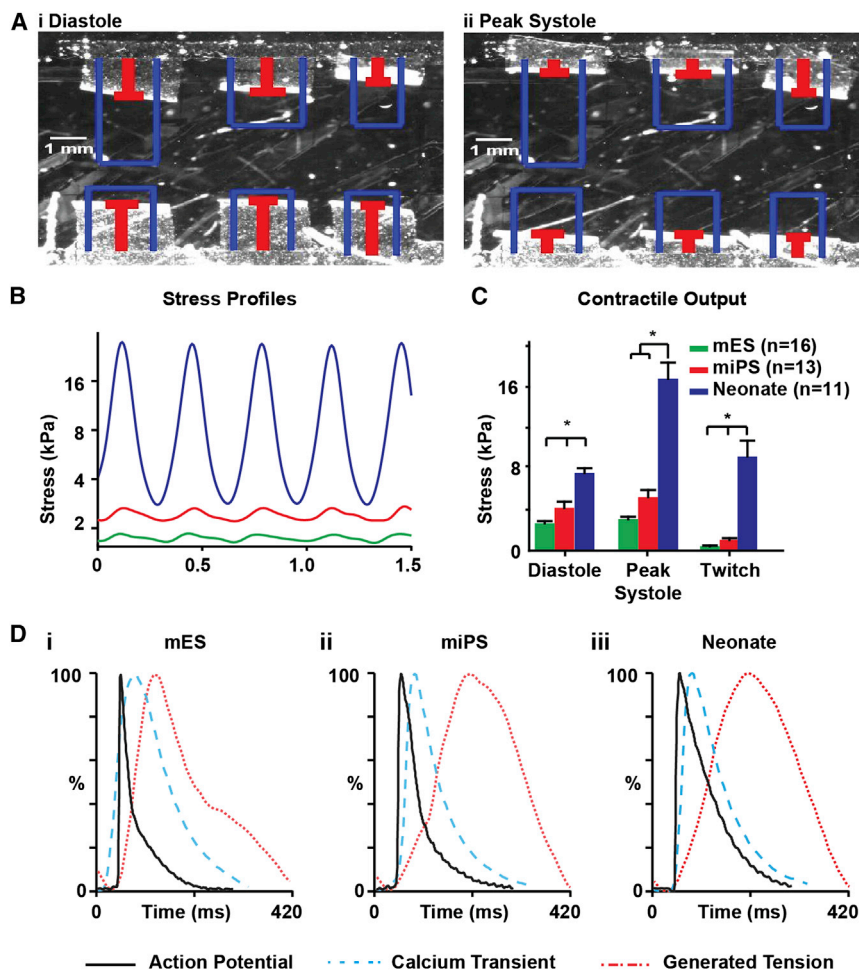 A
i Diastole
ii Peak Systole
1 mm
1 mm
B
Stress Profiles
Stress (kPa)
16
8
4
2
0
0.5
1.0
1.5
C
Contractile Output
mES (n=16)
miPS (n=13)
Neonate (n=11)
Stress (kPa)
16
8
0
*
*
*
Diastole
Peak Systole
Twitch
D
i
mES
100
%
0
0
Time (ms)
420
ii
miPS
100
%
0
0
Time (ms)
420
iii
Neonate
100
%
0
0
Time (ms)
420
Action Potential
Calcium Transient
Generated Tension